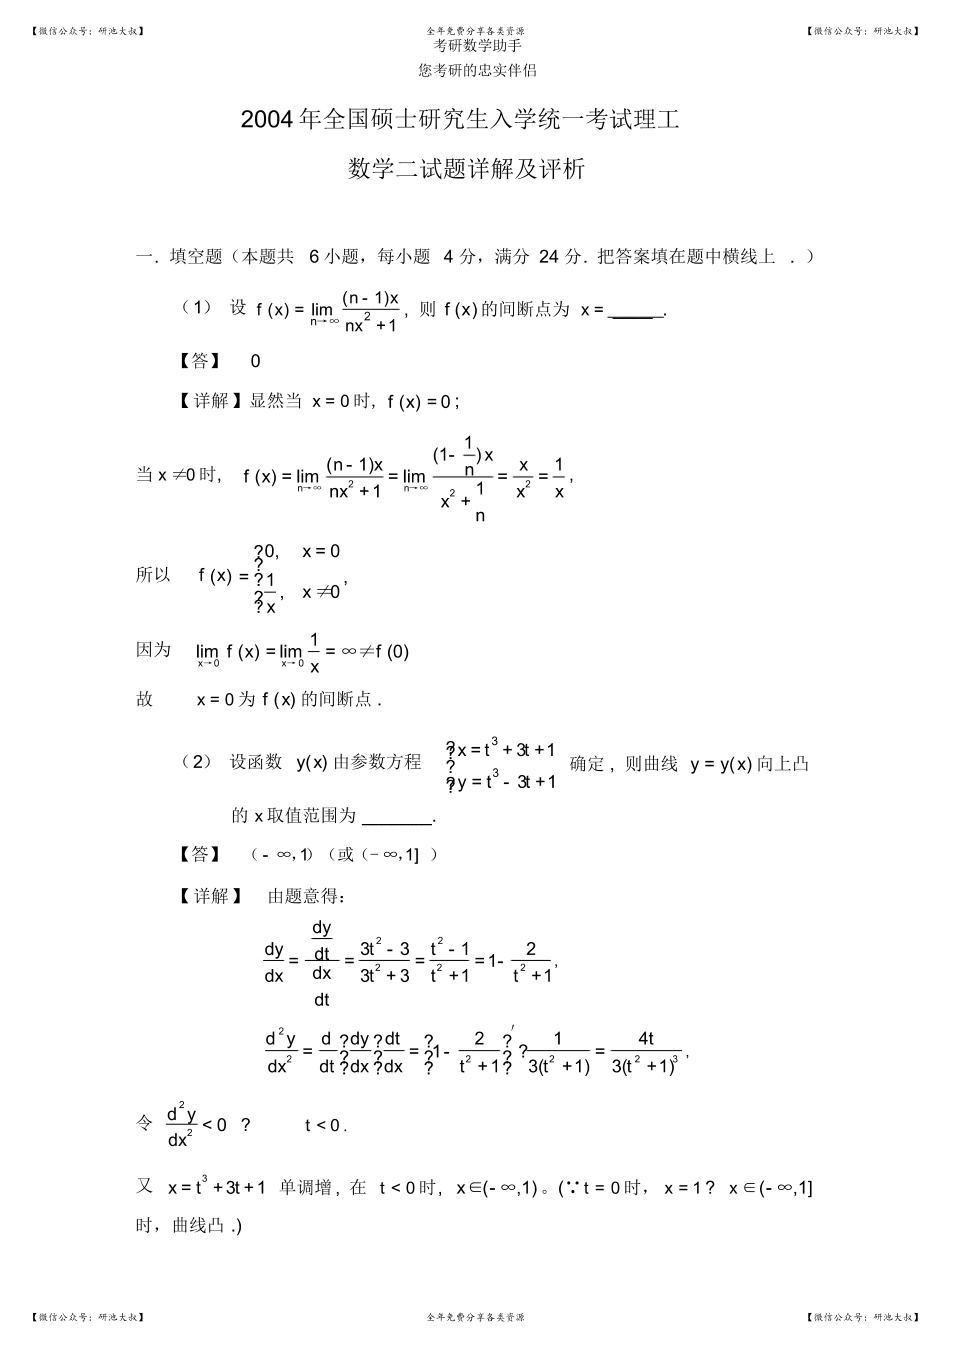 【微信公众号：研池大叔】 全年免费分享各类资源 【微信公众号：研池大叔】
考研数学助手
您考研的忠实伴侣
2004 年全国硕士研究生入学统一考试理工
数学二试题详解及评析
一．填空题（本题共 6 小题，每小题 4 分，满分 24 分．把答案填在题中横线上 ．）
（1） 设 f (x) = lim_{n→∞} (n - 1)x / (nx² + 1) , 则 f (x) 的间断点为 x = ______.
【答】 0
【 详解 】显然当 x = 0 时, f (x) = 0 ;
当 x ≠0 时, f (x) = lim_{n→∞} (n - 1)x / (nx² + 1) = lim_{n→∞} (1- 1/n) x / (x² + 1/n) = x / x² = 1 / x ,
所以 f (x) = ? 0, x = 0 ? ? 1/x , x ≠0 ? ? ,
因为 lim_{x→0} f (x) = lim_{x→0} 1/x = ∞≠f (0)
故 x = 0 为 f (x) 的间断点 .
（2） 设函数 y(x) 由参数方程 ? x = t³ + 3t +1 ? ? y = t³ - 3t +1 ? 确定 , 则曲线 y = y(x) 向上凸
的 x 取值范围为 ________.
【答】 （ - ∞, 1）（或（- ∞, 1] ）
【 详解 】 由题意得：
dy/dx = (dy/dt) / (dx/dt) = (3t² - 3) / (3t² + 3) = (t² - 1) / (t² + 1) = 1- 2 / (t² + 1) ,
d²y/dx² = d/dt ? dy/dx ? dt/dx = ? 1 - 2 / (t² + 1) ?′ ? 1 / 3(t² + 1) = 4t / 3(t² + 1)³ ,
令 d²y/dx² < 0 ? t < 0 .
又 x = t³ + 3t + 1 单调增 , 在 t < 0 时, x∈(- ∞,1) 。(∵t = 0 时, x = 1 ? x∈(- ∞,1]
时，曲线凸 .)
【微信公众号：研池大叔】 全年免费分享各类资源 【微信公众号：研池大叔】